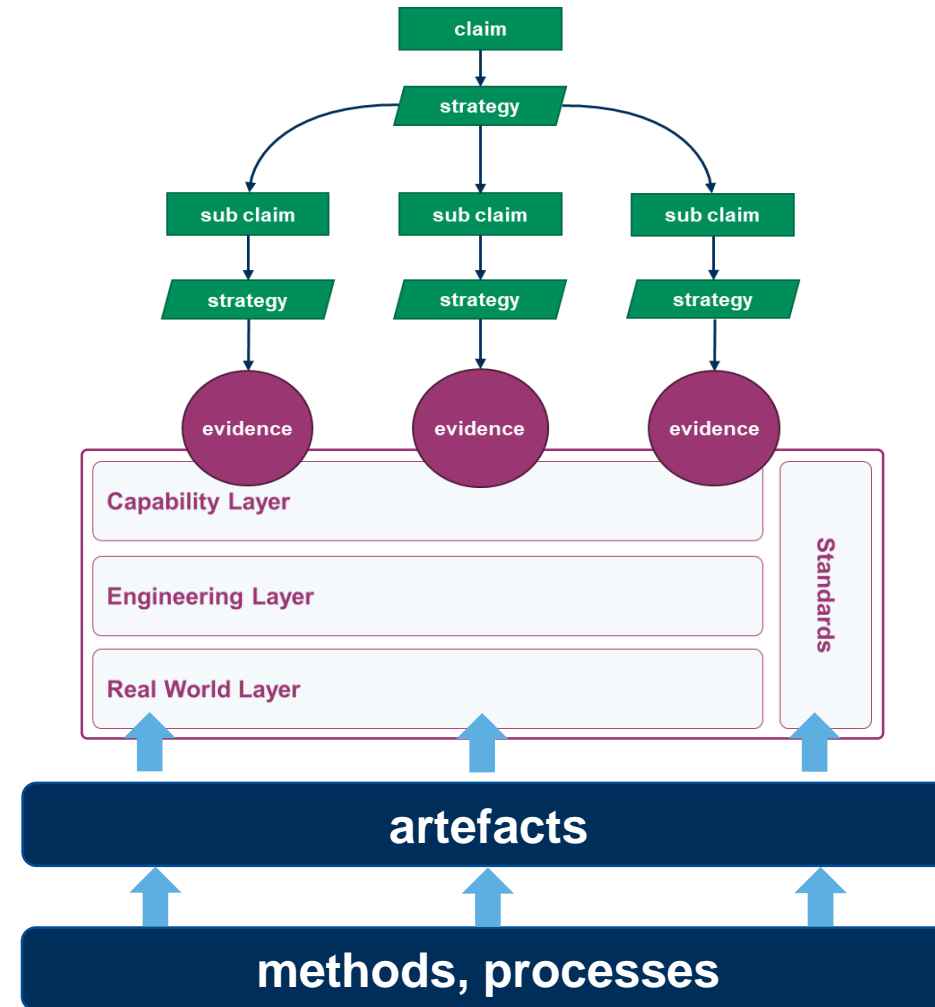 claim
strategy
sub claim
sub claim
sub claim
strategy
strategy
strategy
evidence
evidence
evidence
Capability Layer
Engineering Layer
Real World Layer
Standards
artefacts
methods, processes